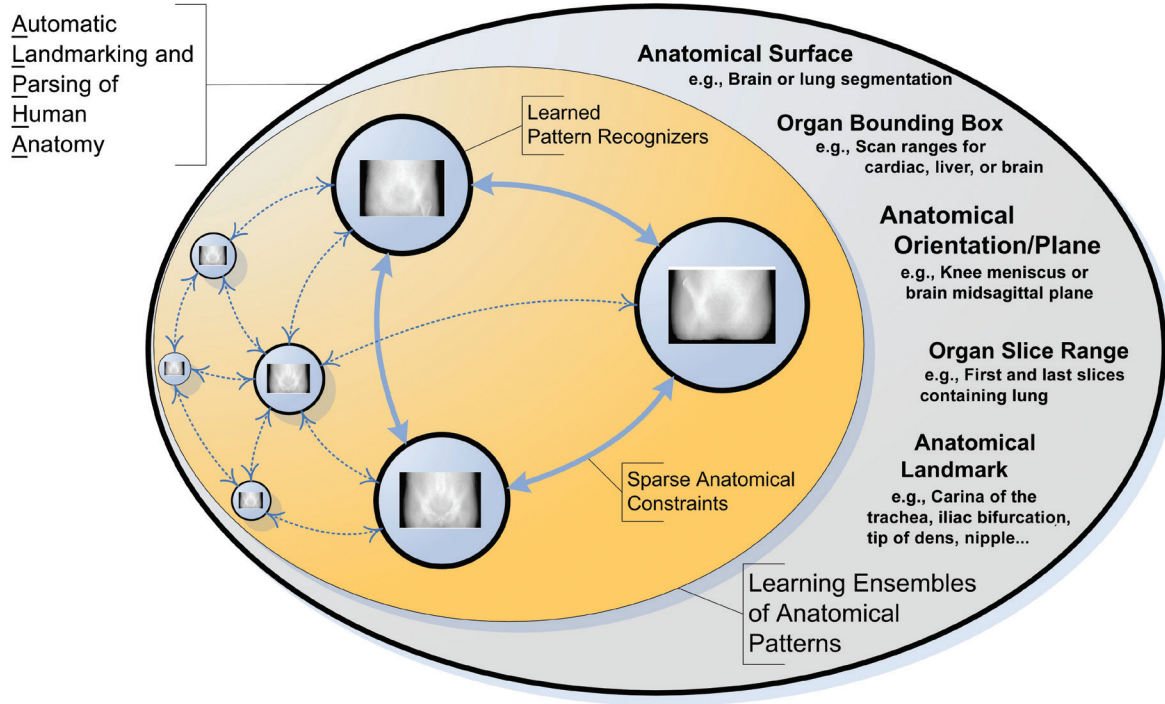 Automatic
Landmarking and
Parsing of
Human
Anatomy
Learned
Pattern Recognizers
Sparse Anatomical
Constraints
Learning Ensembles
of Anatomical
Patterns
Anatomical Surface
e.g., Brain or lung segmentation
Organ Bounding Box
e.g., Scan ranges for
cardiac, liver, or brain
Anatomical
Orientation/Plane
e.g., Knee meniscus or
brain midsagittal plane
Organ Slice Range
e.g., First and last slices
containing lung
Anatomical
Landmark
e.g., Carina of the
trachea, iliac bifurcation,
tip of dens, nipple...